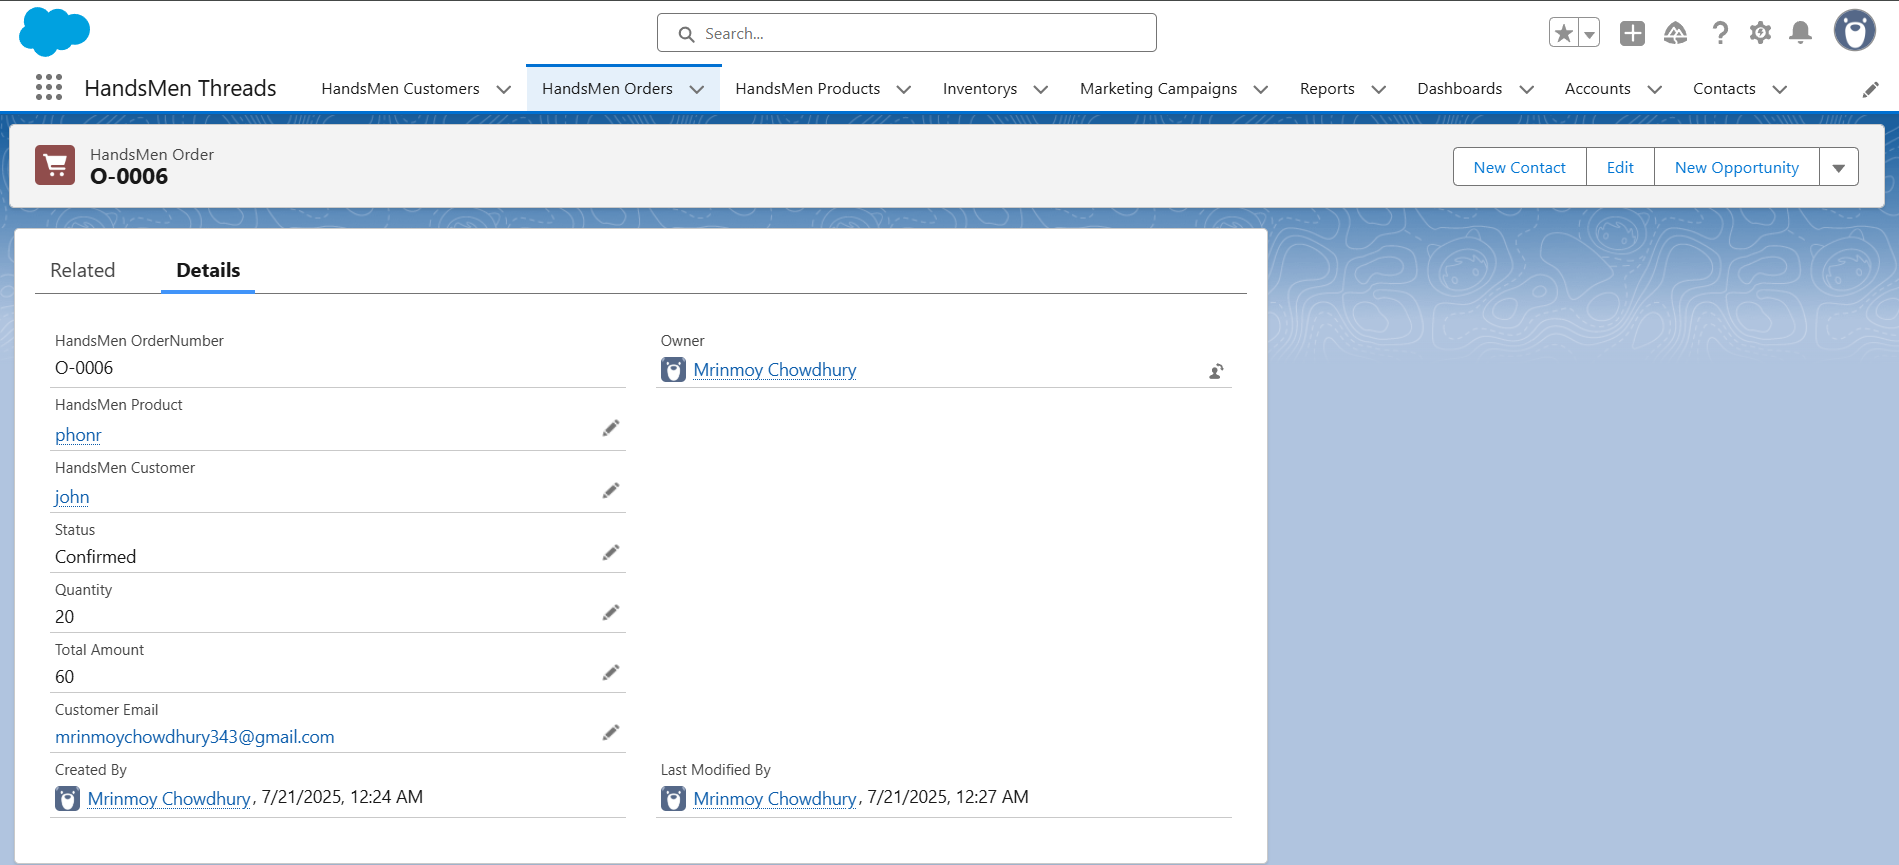 Search...
HandsMen Threads
HandsMen Customers
HandsMen Orders
HandsMen Products
Inventorys
Marketing Campaigns
Reports
Dashboards
Accounts
Contacts
HandsMen Order
O-0006
New Contact
Edit
New Opportunity
Related
Details
HandsMen OrderNumber
O-0006
Owner
Mrinmoy Chowdhury
HandsMen Product
phonr
HandsMen Customer
john
Status
Confirmed
Quantity
20
Total Amount
60
Customer Email
mrinmoychowdhury343@gmail.com
Created By
Mrinmoy Chowdhury, 7/21/2025, 12:24 AM
Last Modified By
Mrinmoy Chowdhury, 7/21/2025, 12:27 AM